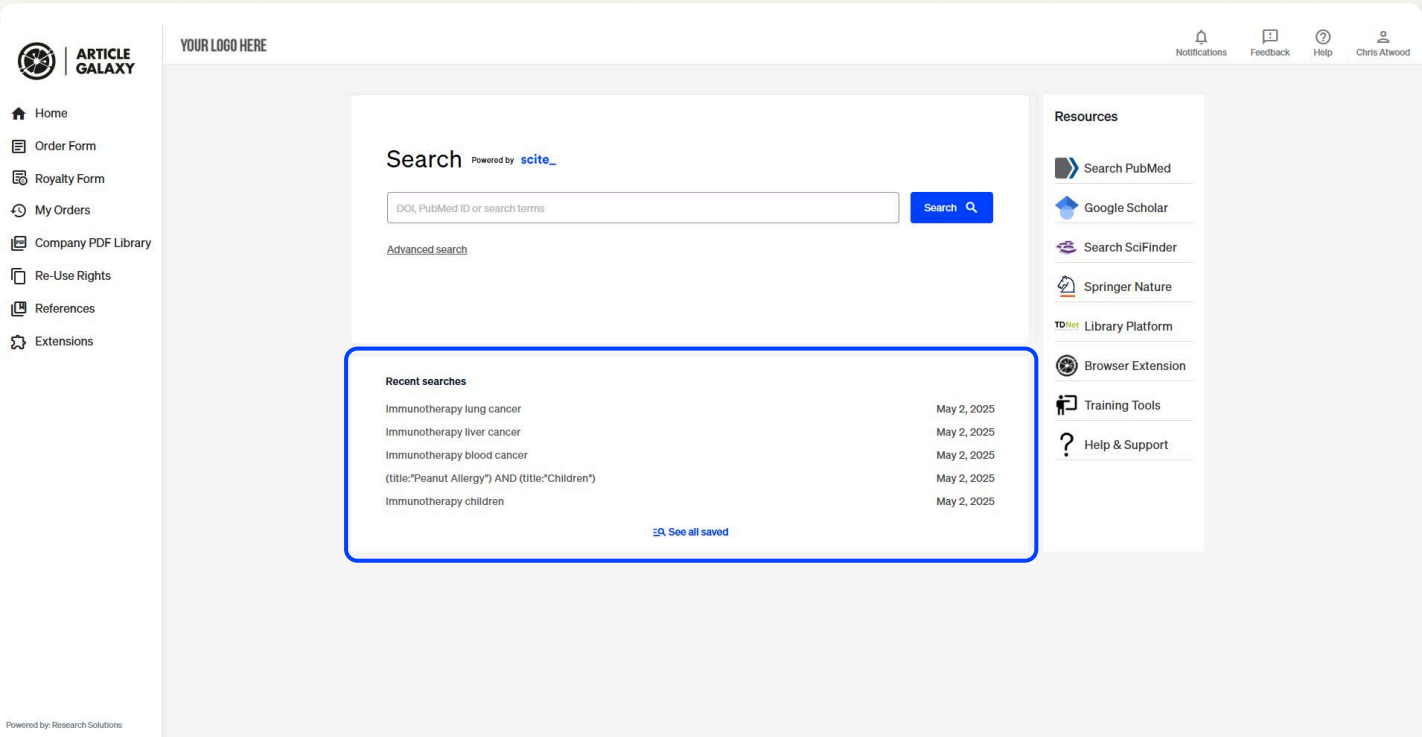 ARTICLE
GALAXY
YOUR LOGO HERE
Notifications
Feedback
Help
Chris Atwood
Home
Order Form
Royalty Form
My Orders
Company PDF Library
Re-Use Rights
References
Extensions
Powered by: Research Solutions
Search Powered by scite_
DOI, PubMed ID or search terms
Search
Advanced search
Recent searches
Immunotherapy lung cancer May 2, 2025
Immunotherapy liver cancer May 2, 2025
Immunotherapy blood cancer May 2, 2025
(title:"Peanut Allergy") AND (title:"Children") May 2, 2025
Immunotherapy children May 2, 2025
See all saved
Resources
Search PubMed
Google Scholar
Search SciFinder
Springer Nature
TDNet Library Platform
Browser Extension
Training Tools
Help & Support